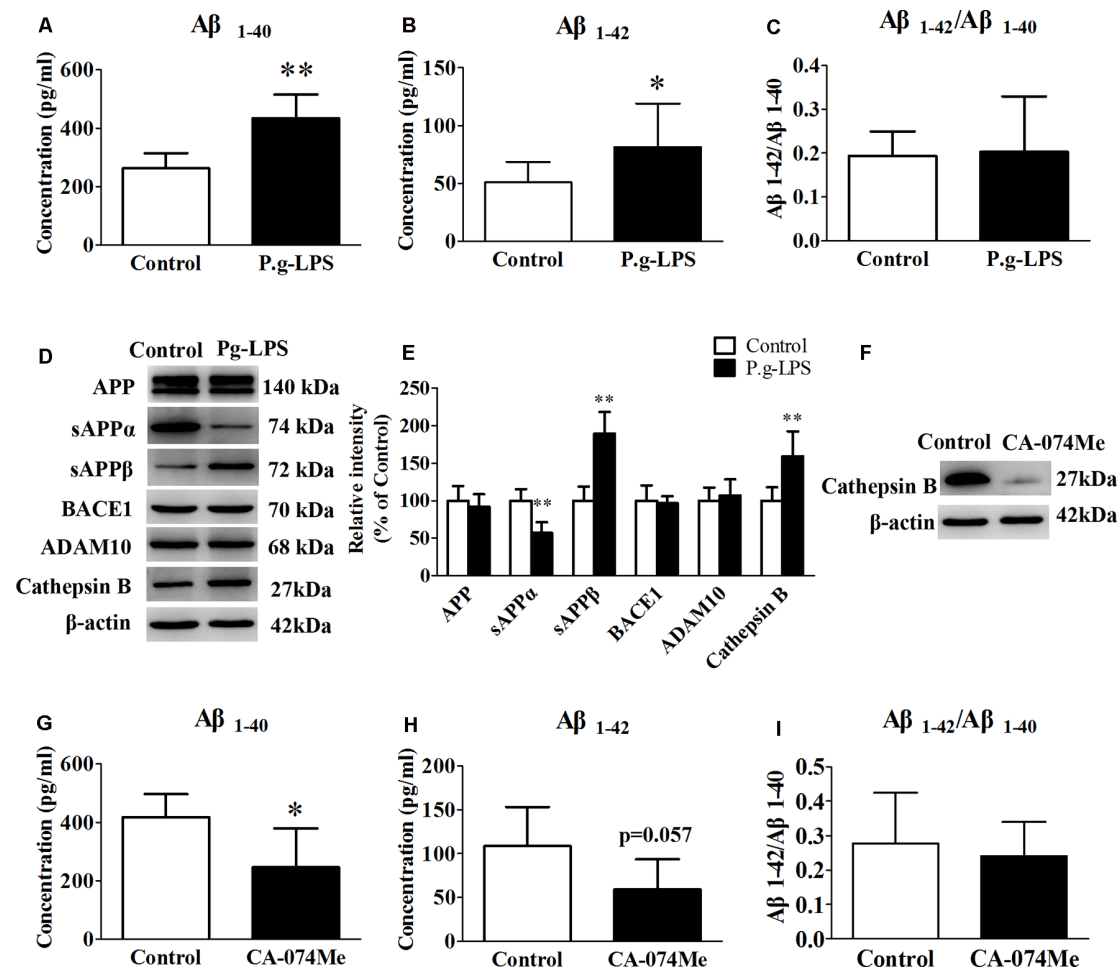 A
Aβ 1-40
Concentration (pg/ml)
600
400
200
0
**
Control
P.g-LPS
B
Aβ 1-42
Concentration (pg/ml)
150
100
50
0
*
Control
P.g-LPS
C
Aβ 1-42/Aβ 1-40
Aβ 1-42/Aβ 1-40
0.4
0.3
0.2
0.1
0.0
Control
P.g-LPS
D
Control Pg-LPS
APP 140 kDa
sAPPα 74 kDa
sAPPβ 72 kDa
BACE1 70 kDa
ADAM10 68 kDa
Cathepsin B 27kDa
β-actin 42kDa
E
Control
P.g-LPS
Relative intensity
(% of Control)
250
200
150
100
50
0
**
**
**
APP
sAPPα
sAPPβ
BACE1
ADAM10
Cathepsin B
F
Control CA-074Me
Cathepsin B 27kDa
β-actin 42kDa
G
Aβ 1-40
Concentration (pg/ml)
600
400
200
0
*
Control
CA-074Me
H
Aβ 1-42
Concentration (pg/ml)
200
150
100
50
0
p=0.057
Control
CA-074Me
I
Aβ 1-42/Aβ 1-40
Aβ 1-42/Aβ 1-40
0.5
0.4
0.3
0.2
0.1
0.0
Control
CA-074Me